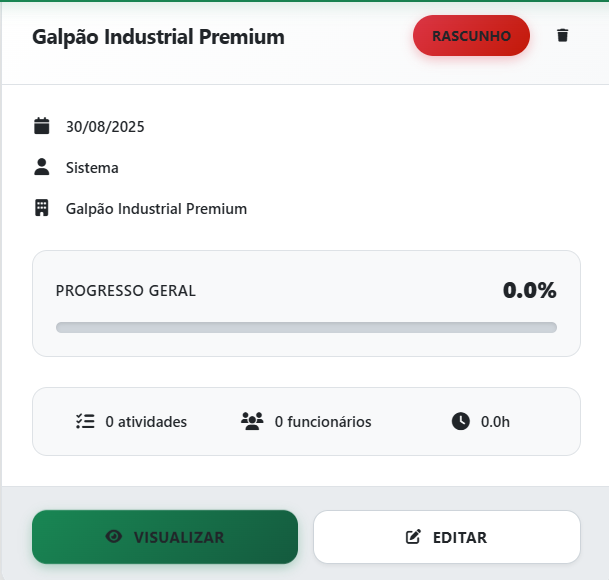 Galpão Industrial Premium
RASCUNHO
30/08/2025
Sistema
Galpão Industrial Premium
PROGRESSO GERAL 0.0%
0 atividades 0 funcionários 0.0h
VISUALIZAR EDITAR